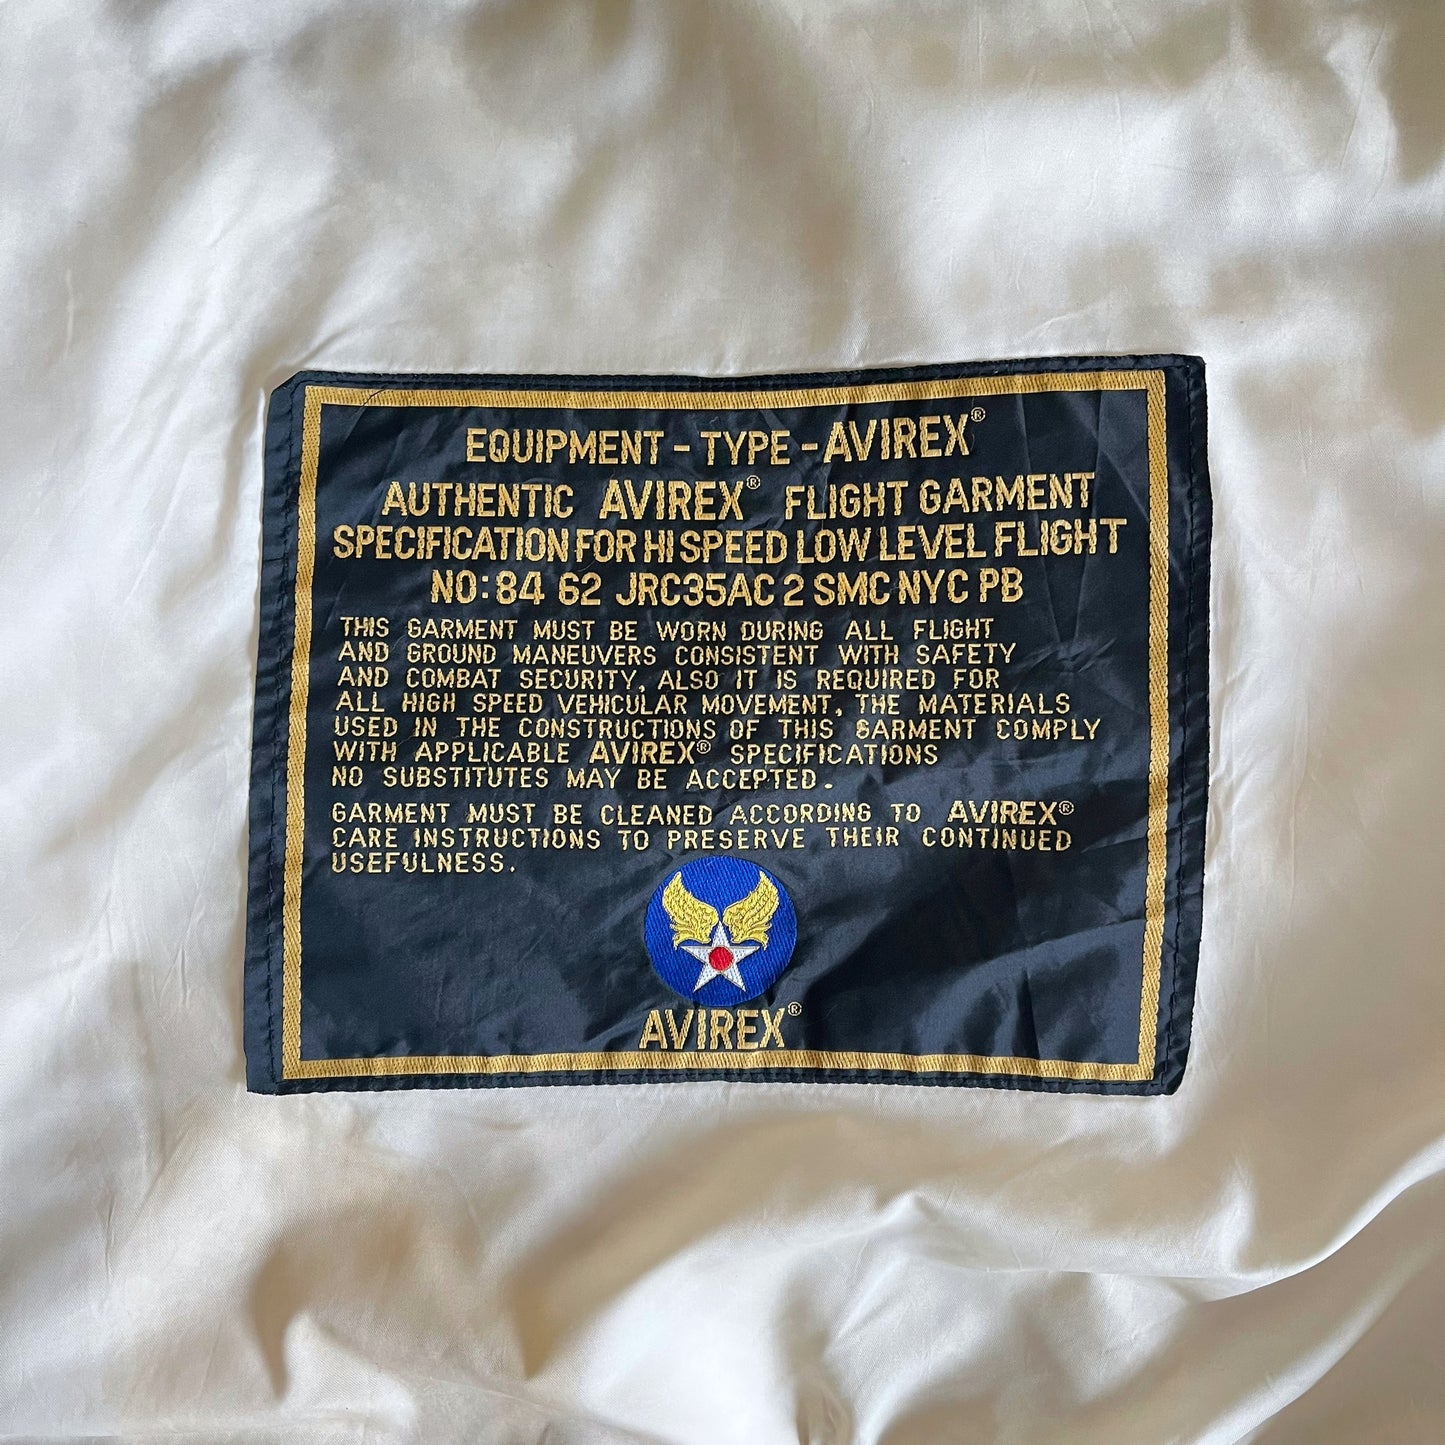 EQUIPMENT - TYPE - AVIREX®
AUTHENTIC AVIREX® FLIGHT GARMENT
SPECIFICATION FOR HI SPEED LOW LEVEL FLIGHT
NO: 84 62 JRC35AC 2 SMC NYC PB
THIS GARMENT MUST BE WORN DURING ALL FLIGHT
AND GROUND MANEUVERS CONSISTENT WITH SAFETY
AND COMBAT SECURITY, ALSO IT IS REQUIRED FOR
ALL HIGH SPEED VEHICULAR MOVEMENT, THE MATERIALS
USED IN THE CONSTRUCTIONS OF THIS GARMENT COMPLY
WITH APPLICABLE AVIREX® SPECIFICATIONS
NO SUBSTITUTES MAY BE ACCEPTED.
GARMENT MUST BE CLEANED ACCORDING TO AVIREX®
CARE INSTRUCTIONS TO PRESERVE THEIR CONTINUED
USEFULNESS.
AVIREX®